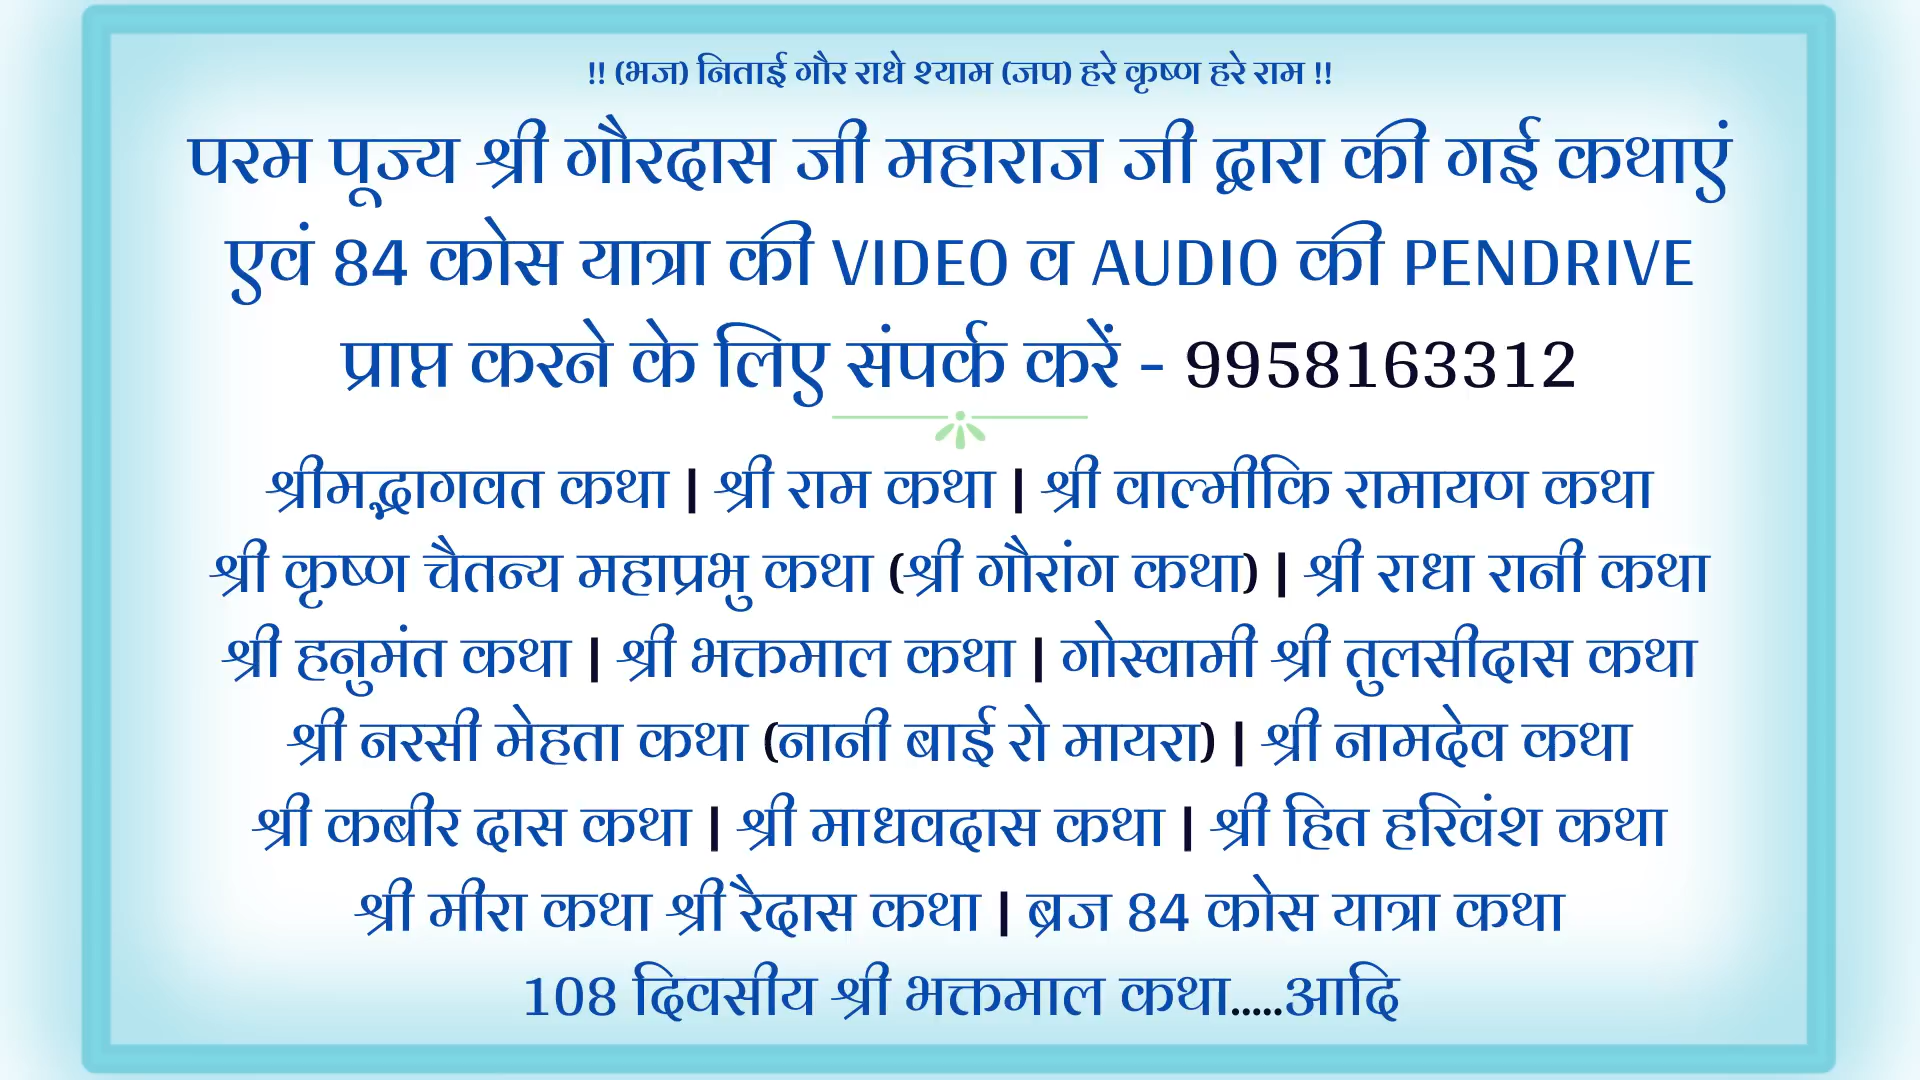 !! (भज) निताई गौर राधे श्याम (जप) हरे कृष्ण हरे राम !!
परम पूज्य श्री गौरदास जी महाराज जी द्वारा की गई कथाएं
एवं 84 कोस यात्रा की VIDEO व AUDIO की PENDRIVE
प्राप्त करने के लिए संपर्क करें - 9958163312
श्रीमद्भागवत कथा | श्री राम कथा | श्री वाल्मीकि रामायण कथा
श्री कृष्ण चैतन्य महाप्रभु कथा (श्री गौरांग कथा) | श्री राधा रानी कथा
श्री हनुमंत कथा | श्री भक्तमाल कथा | गोस्वामी श्री तुलसीदास कथा
श्री नरसी मेहता कथा (नानी बाई रो मायरा) | श्री नामदेव कथा
श्री कबीर दास कथा | श्री माधवदास कथा | श्री हित हरिवंश कथा
श्री मीरा कथा श्री रैदास कथा | ब्रज 84 कोस यात्रा कथा
108 दिवसीय श्री भक्तमाल कथा.....आदि